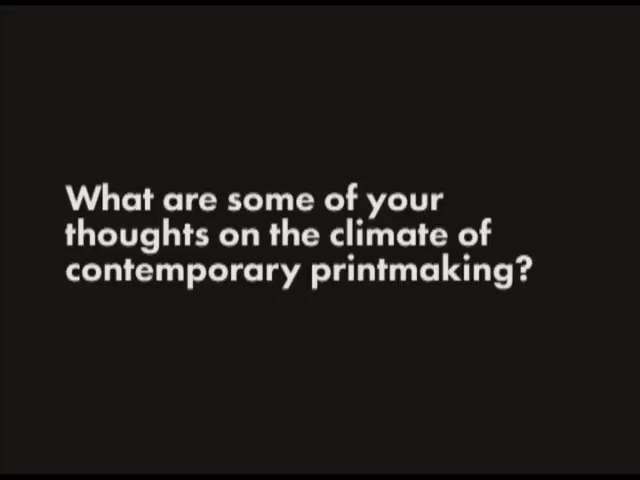 What are some of your
thoughts on the climate of
contemporary printmaking?